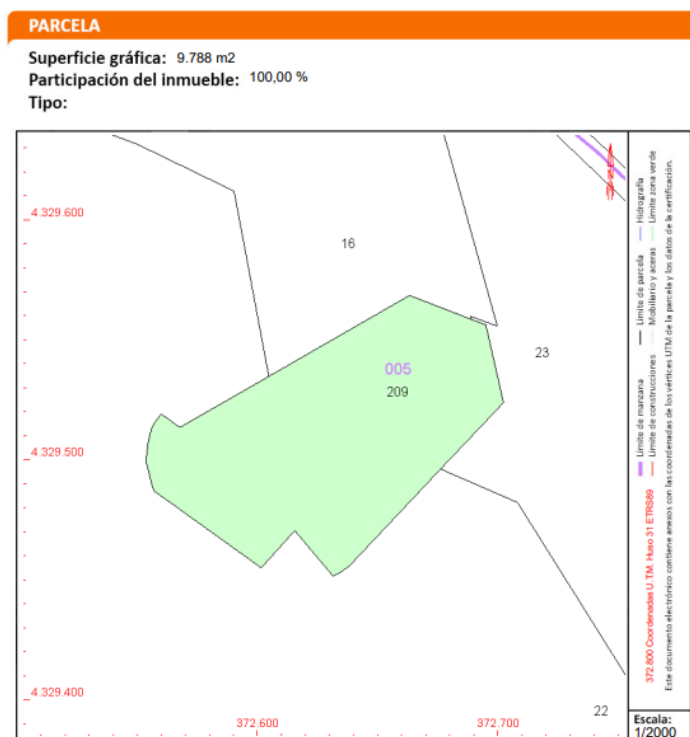 PARCELA
Superficie gráfica: 9.788 m2
Participación del inmueble: 100,00 %
Tipo:
4.329.600
16
23
005
209
4.329.500
4.329.400
22
372.600
372.700
372.800 Coordenadas U.T.M. Huso 31 ETRS89
Límite de manzana
Límite de parcela
Hidrografía
Límite de construcciones
Mobiliario y aceras
Límite zona verde
Este documento electrónico contiene anexos con las coordenadas de los vértices UTM de la parcela y los datos de la certificación.
Escala:
1/2000